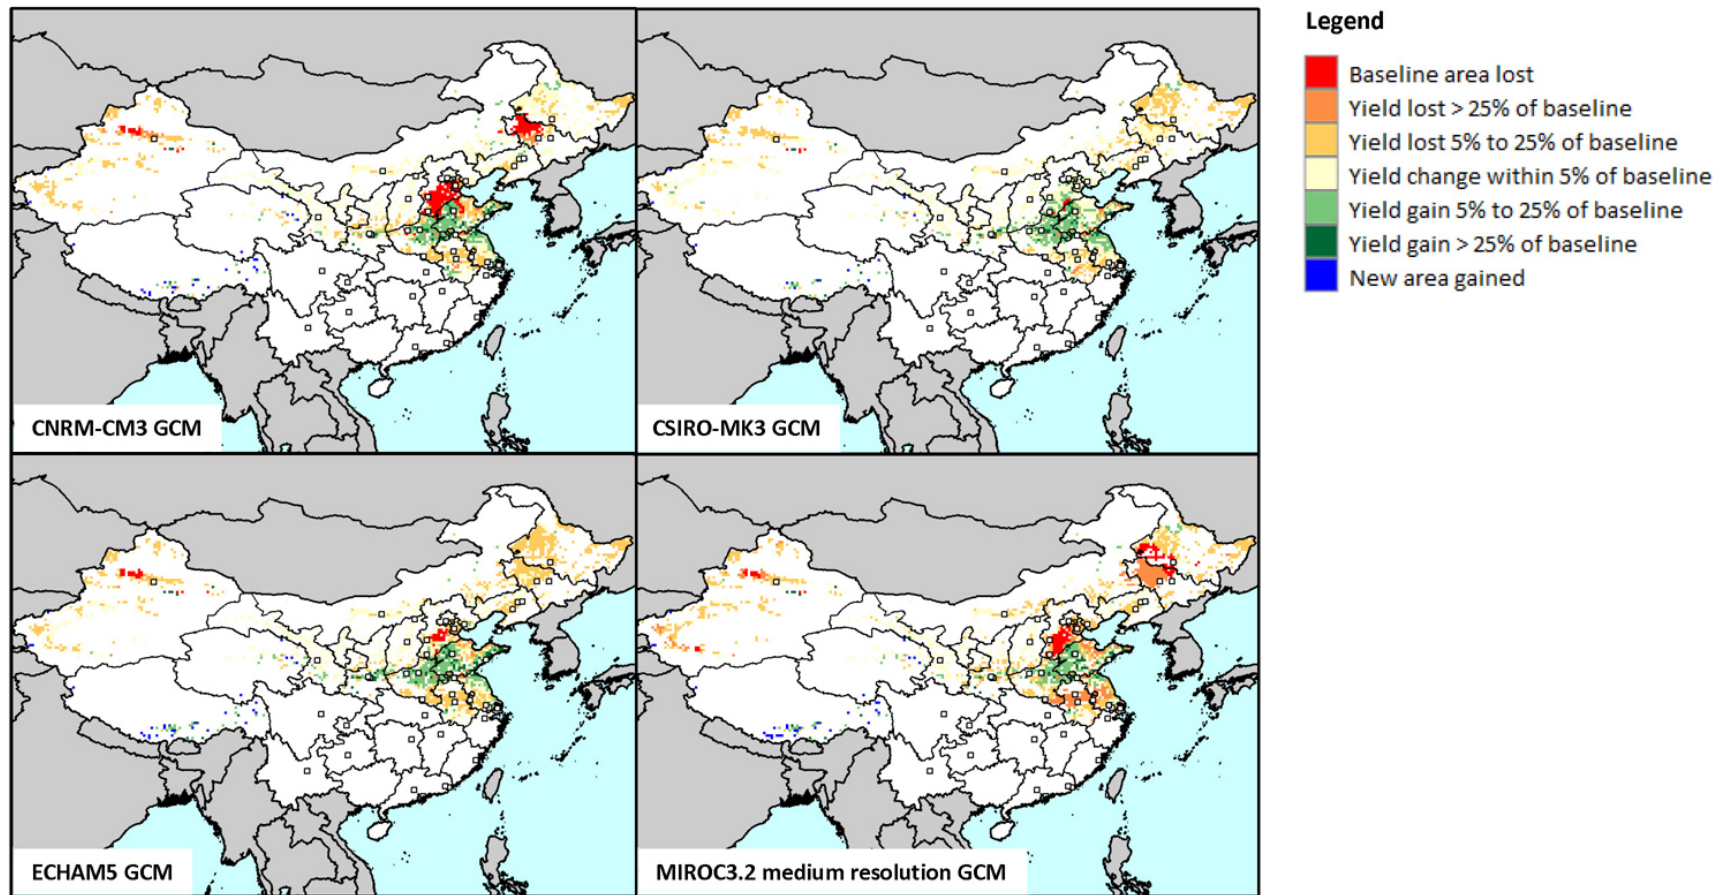 Legend
Baseline area lost
Yield lost > 25% of baseline
Yield lost 5% to 25% of baseline
Yield change within 5% of baseline
Yield gain 5% to 25% of baseline
Yield gain > 25% of baseline
New area gained
CNRM-CM3 GCM
CSIRO-MK3 GCM
ECHAM5 GCM
MIROC3.2 medium resolution GCM